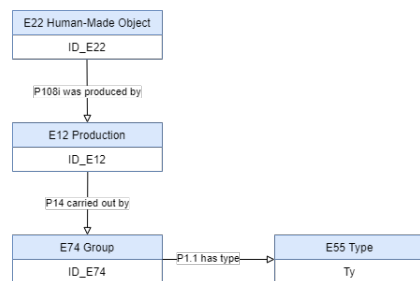 E22 Human-Made Object
ID_E22
P108i was produced by
E12 Production
ID_E12
P14 carried out by
E74 Group
P1.1 has type
E55 Type
ID_E74
Ty